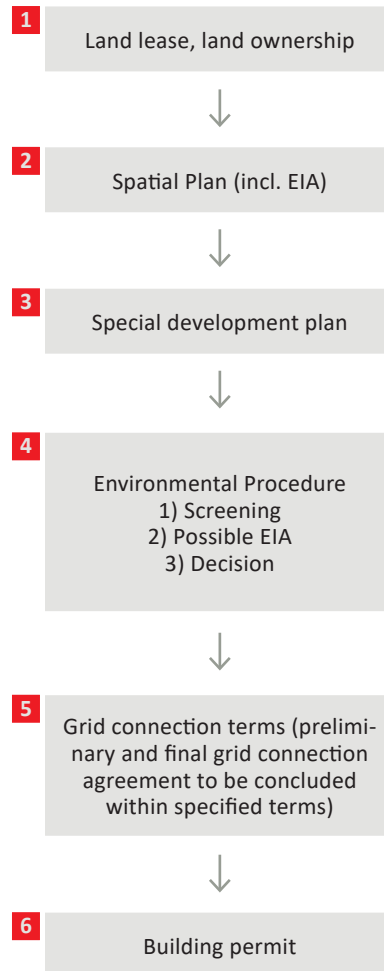 1
Land lease, land ownership
2
Spatial Plan (incl. EIA)
3
Special development plan
4
Environmental Procedure
1) Screening
2) Possible EIA
3) Decision
5
Grid connection terms (prelimi-
nary and final grid connection
agreement to be concluded
within specified terms)
6
Building permit